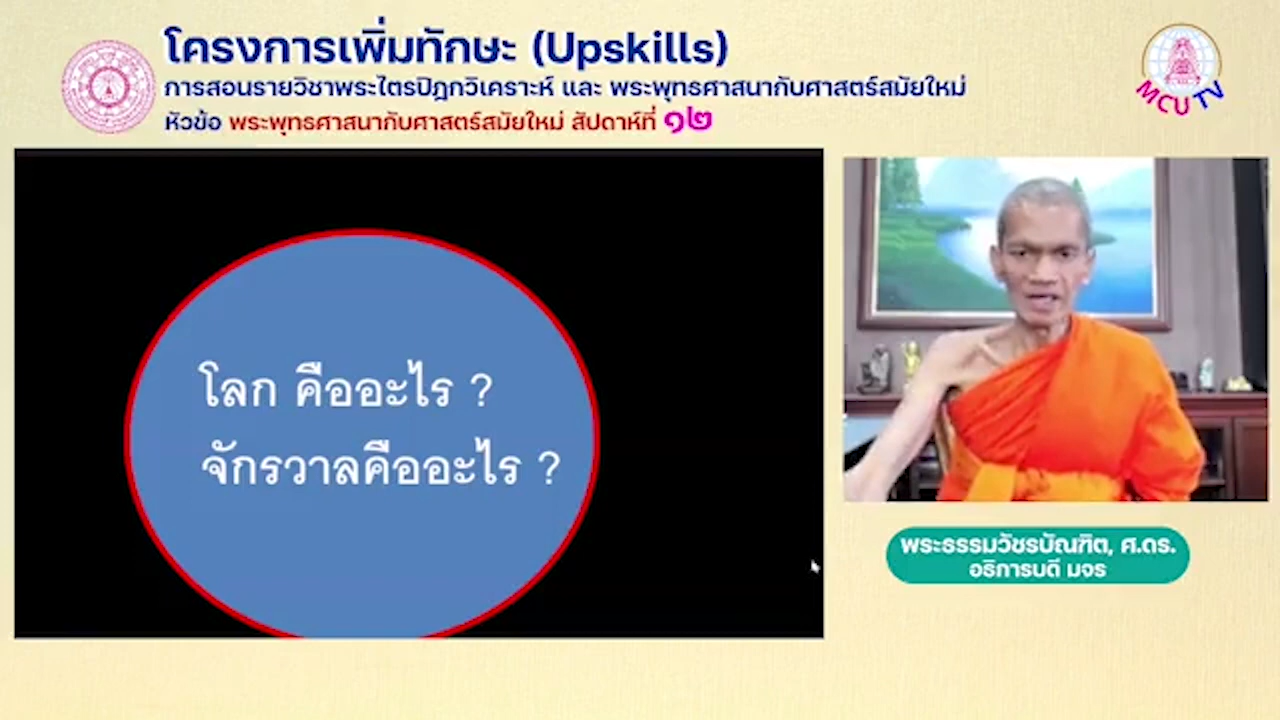 โครงการเพิ่มทักษะ (Upskills)
การสอนรายวิชาพระไตรปิฎกวิเคราะห์ และ พระพุทธศาสนากับศาสตร์สมัยใหม่
หัวข้อ พระพุทธศาสนากับศาสตร์สมัยใหม่ สัปดาห์ที่ ๑๒
MCU TV
โลก คืออะไร ?
จักรวาลคืออะไร ?
พระธรรมวัชรบัณฑิต, ศ.ดร.
อธิการบดี มจร